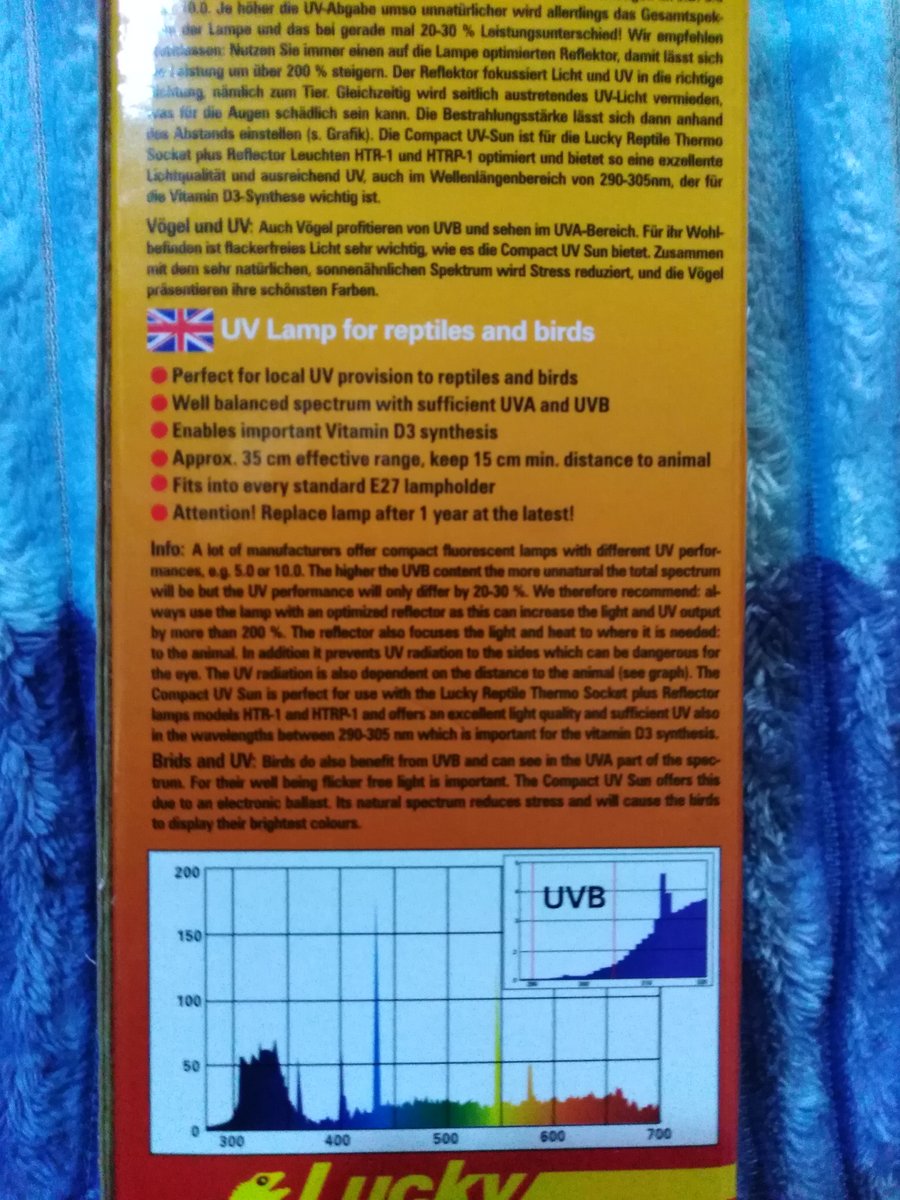 10.0. Je höher die UV-Abgabe umso unnatürlicher wird allerdings das Gesamtspek-
der Lampe und das bei gerade mal 20-30 % Leistungsunterschied! Wir empfehlen
Nutzen Sie immer einen auf die Lampe optimierten Reflektor, damit lässt sich
Leistung um über 200 % steigern. Der Reflektor fokussiert Licht und UV in die richtige
Richtung, nämlich zum Tier. Gleichzeitig wird seitlich austretendes UV-Licht vermieden,
was für die Augen schädlich sein kann. Die Bestrahlungsstärke lässt sich dann anhand
des Abstands einstellen (s. Grafik). Die Compact UV-Sun ist für die Lucky Reptile Thermo
Socket plus Reflector Leuchten HTR-1 und HTRP-1 optimiert und bietet so eine exzellente
Lichtqualität und ausreichend UV, auch im Wellenlängenbereich von 290-305nm, der für
die Vitamin D3-Synthese wichtig ist.
Vögel und UV: Auch Vögel profitieren von UVB und sehen im UVA-Bereich. Für ihr Wohl-
befinden ist flackerfreies Licht sehr wichtig, wie es die Compact UV Sun bietet. Zusammen
mit dem sehr natürlichen, sonnenähnlichen Spektrum wird Stress reduziert, und die Vögel
präsentieren ihre schönsten Farben.
UV Lamp for reptiles and birds
Perfect for local UV provision to reptiles and birds
Well balanced spectrum with sufficient UVA and UVB
Enables important Vitamin D3 synthesis
Approx. 35 cm effective range, keep 15 cm min. distance to animal
Fits into every standard E27 lampholder
Attention! Replace lamp after 1 year at the latest!
Info: A lot of manufacturers offer compact fluorescent lamps with different UV perfor-
mances, e.g. 5.0 or 10.0. The higher the UVB content the more unnatural the total spectrum
will be but the UV performance will only differ by 20-30 %. We therefore recommend: al-
ways use the lamp with an optimized reflector as this can increase the light and UV output
by more than 200 %. The reflector also focuses the light and heat to where it is needed:
to the animal. In addition it prevents UV radiation to the sides which can be dangerous for
the eye. The UV radiation is also dependent on the distance to the animal (see graph). The
Compact UV Sun is perfect for use with the Lucky Reptile Thermo Socket plus Reflector
lamps models HTR-1 and HTRP-1 and offers an excellent light quality and sufficient UV also
in the wavelengths between 290-305 nm which is important for the vitamin D3 synthesis.
Brids and UV: Birds do also benefit from UVB and can see in the UVA part of the spec-
trum. For their well being flicker free light is important. The Compact UV Sun offers this
due to an electronic ballast. Its natural spectrum reduces stress and will cause the birds
to display their brightest colours.
200
UVB
150
100
50
0
300 400 500 600 700
Lucky